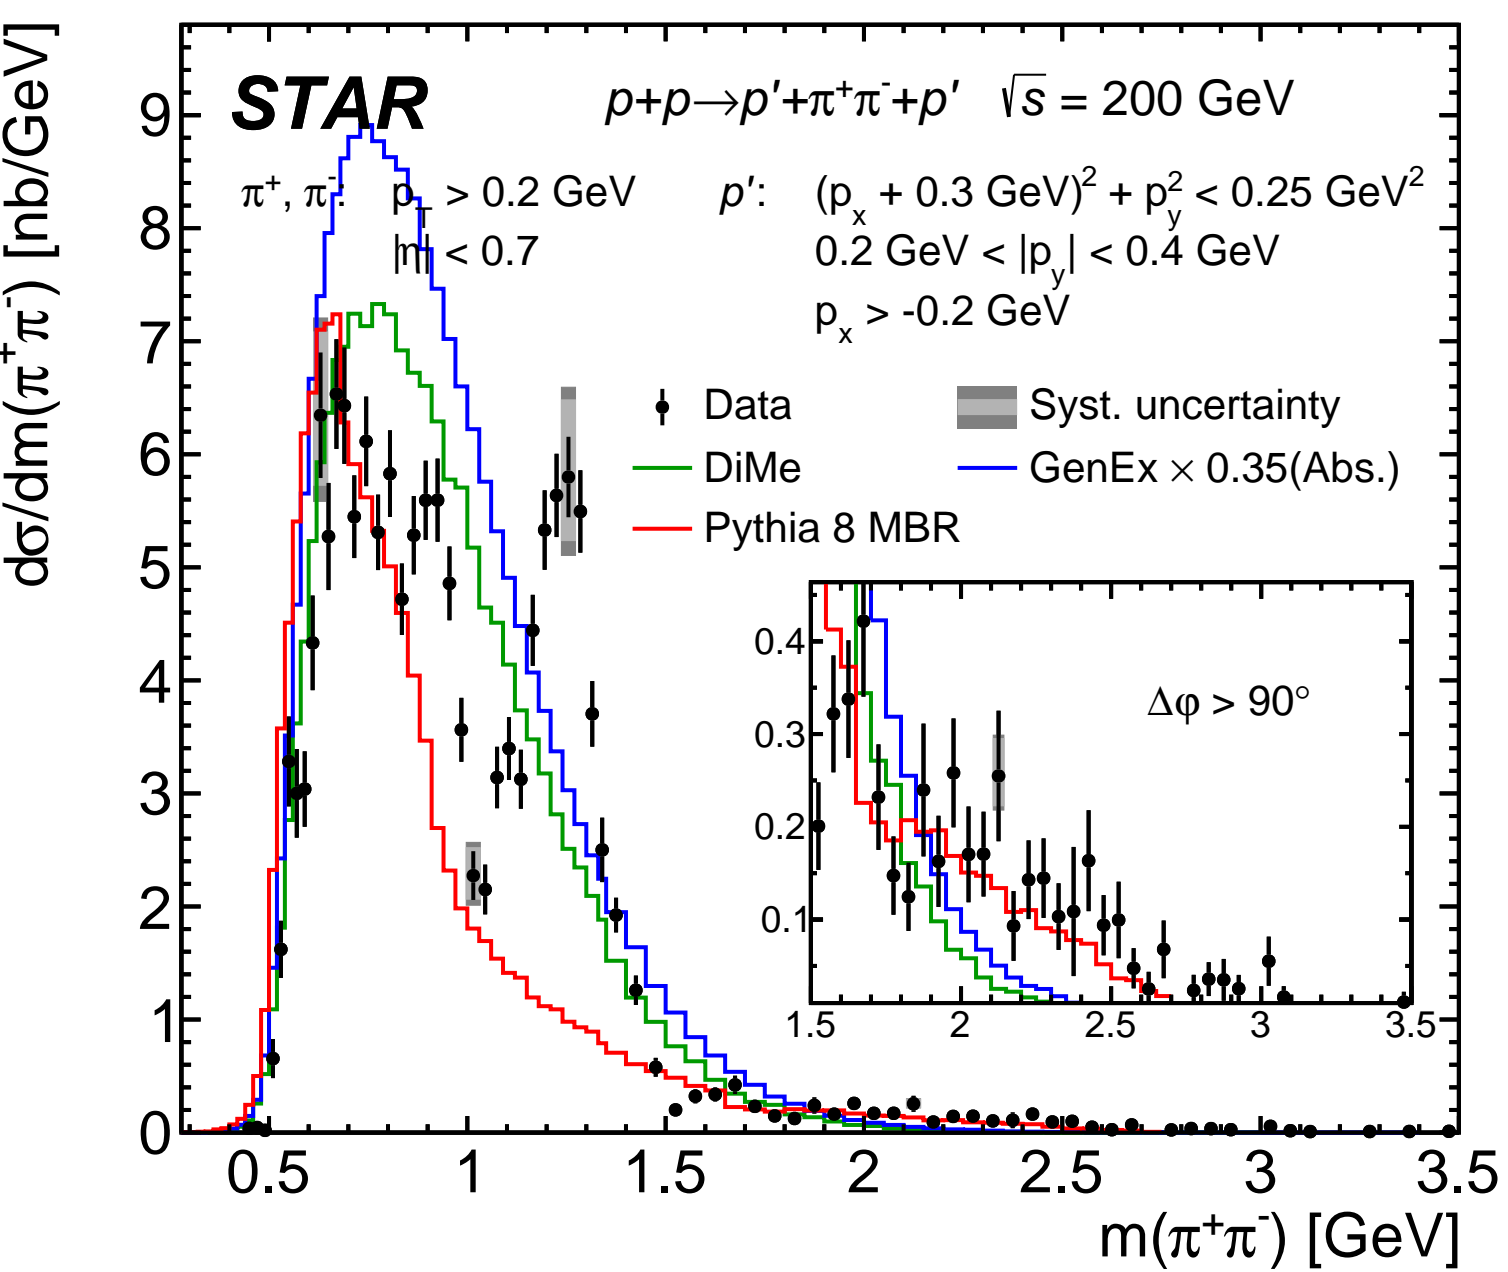 STAR
p+p→p′+π⁺π⁻+p′ √s = 200 GeV
π⁺, π⁻: p_T > 0.2 GeV
|η| < 0.7
p′: (p_x + 0.3 GeV)² + p_y² < 0.25 GeV²
0.2 GeV < |p_y| < 0.4 GeV
p_x > -0.2 GeV
Data
Syst. uncertainty
DiMe
GenEx × 0.35(Abs.)
Pythia 8 MBR
Δφ > 90°
0.4
0.3
0.2
0.1
1.5 2 2.5 3 3.5
dσ/dm(π⁺π⁻) [nb/GeV]
9
8
7
6
5
4
3
2
1
0
0.5 1 1.5 2 2.5 3 3.5
m(π⁺π⁻) [GeV]